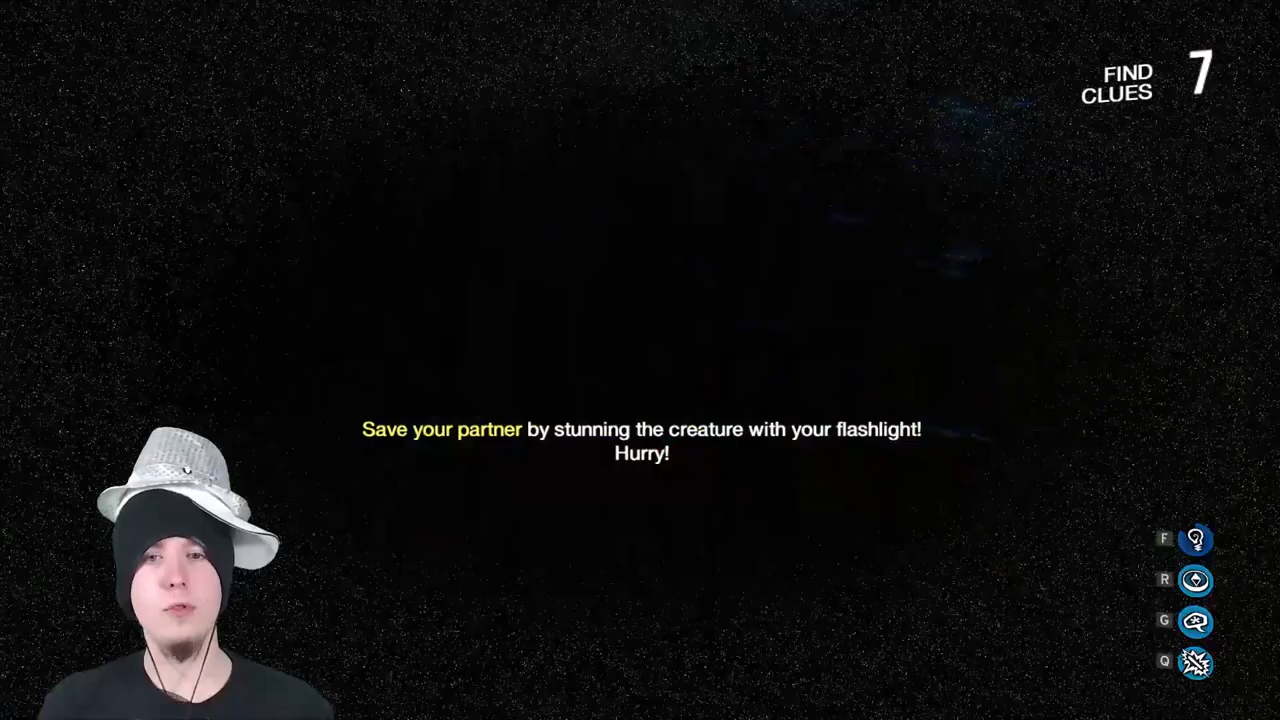 FIND
CLUES
7
Save your partner by stunning the creature with your flashlight!
Hurry!
F
R
G
Q